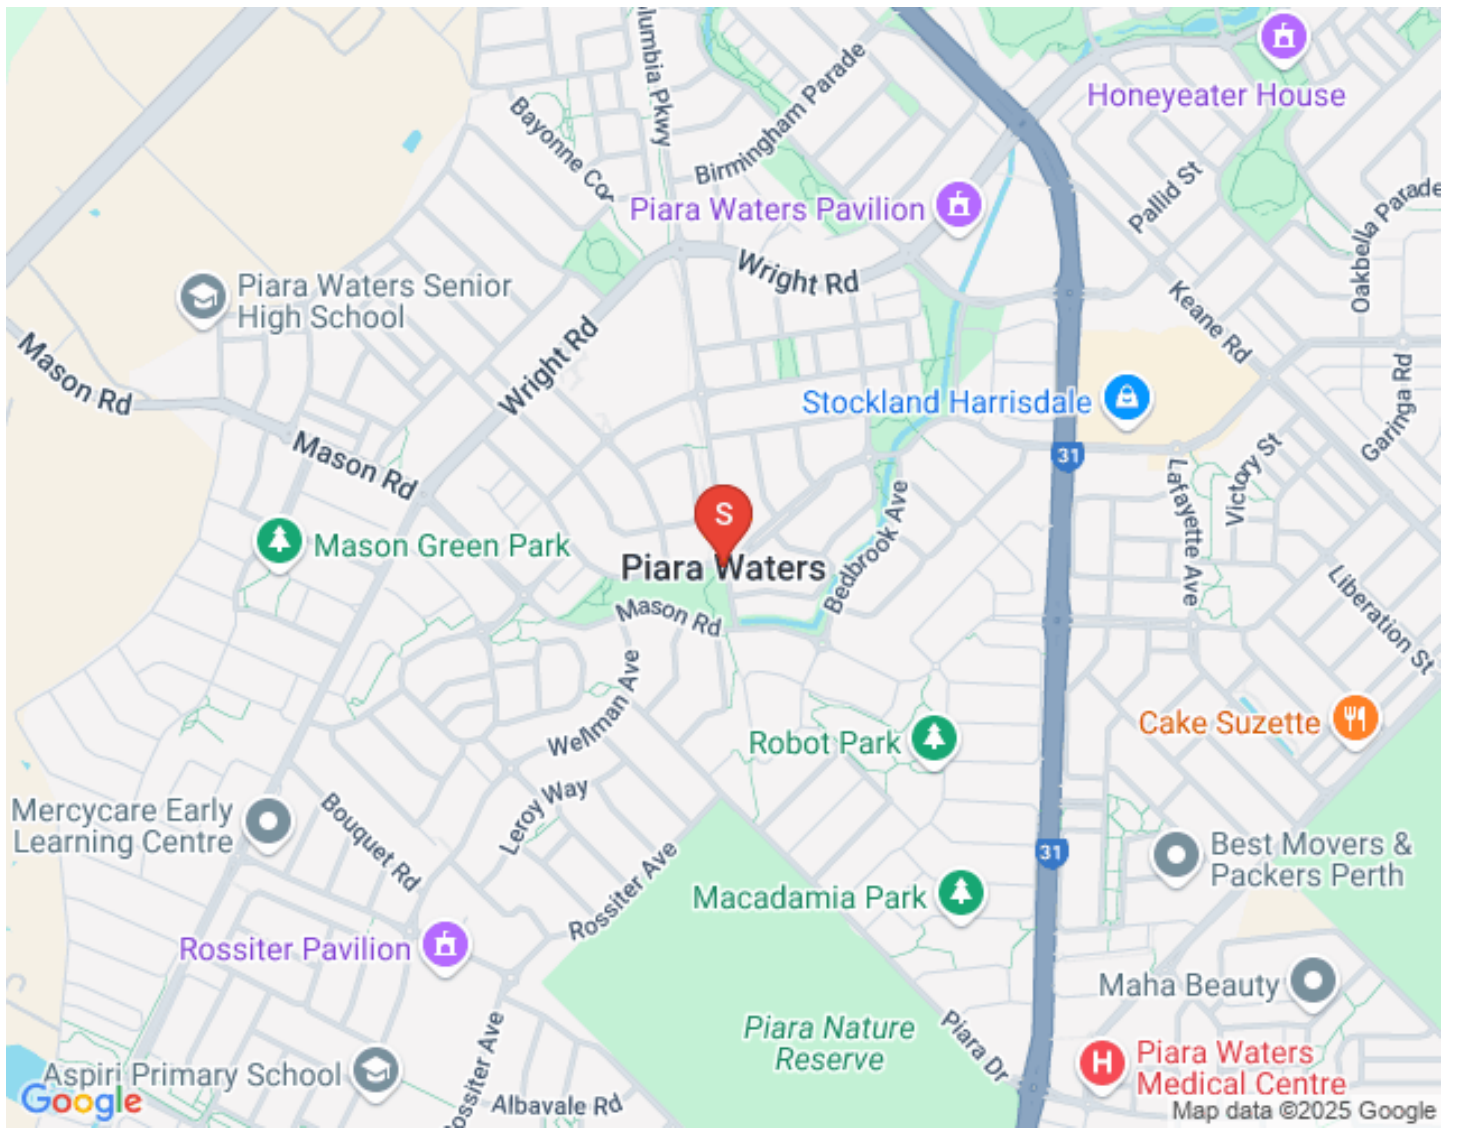 lumbia Pkwy
Bayonne Cor
Birmingham Parade
Honeyeater House
Piara Waters Pavilion
Pallid St
Oakbella Parade
Wright Rd
Piara Waters Senior
High School
Keane Rd
Mason Rd
Wright Rd
Stockland Harrisdale
Garinga Rd
Mason Rd
31
Lafayette Ave
Victory St
S
Mason Green Park
Piara Waters
Bedbrook Ave
Mason Rd
Liberation St
Wellman Ave
Robot Park
Cake Suzette
Leroy Way
Mercycare Early
Learning Centre
Bouquet Rd
Rossiter Ave
31
Best Movers &
Packers Perth
Macadamia Park
Rossiter Pavilion
Maha Beauty
Piara Nature
Reserve
Piara Dr
H
Piara Waters
Medical Centre
Aspiri Primary School
ossiter Ave
Albavale Rd
Google
Map data ©2025 Google